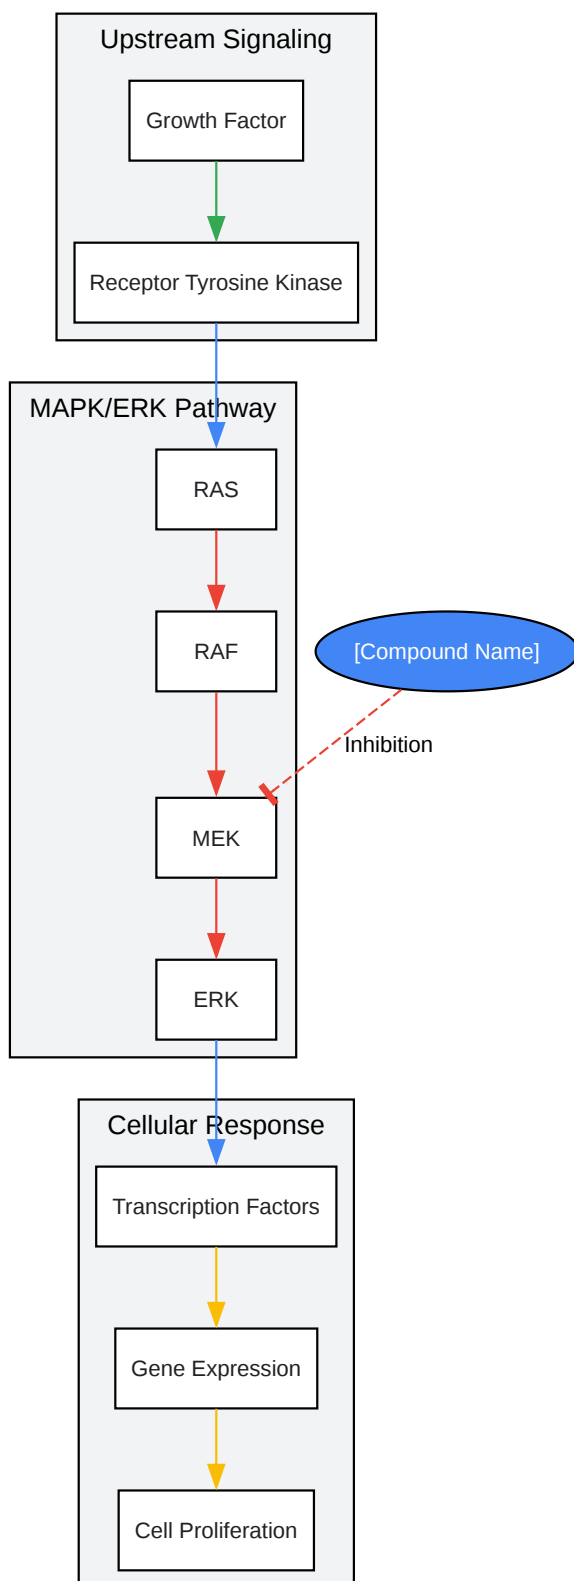 Upstream Signaling
Growth Factor
Receptor Tyrosine Kinase
MAPK/ERK Pathway
RAS
RAF
[Compound Name]
Inhibition
MEK
ERK
Cellular Response
Transcription Factors
Gene Expression
Cell Proliferation